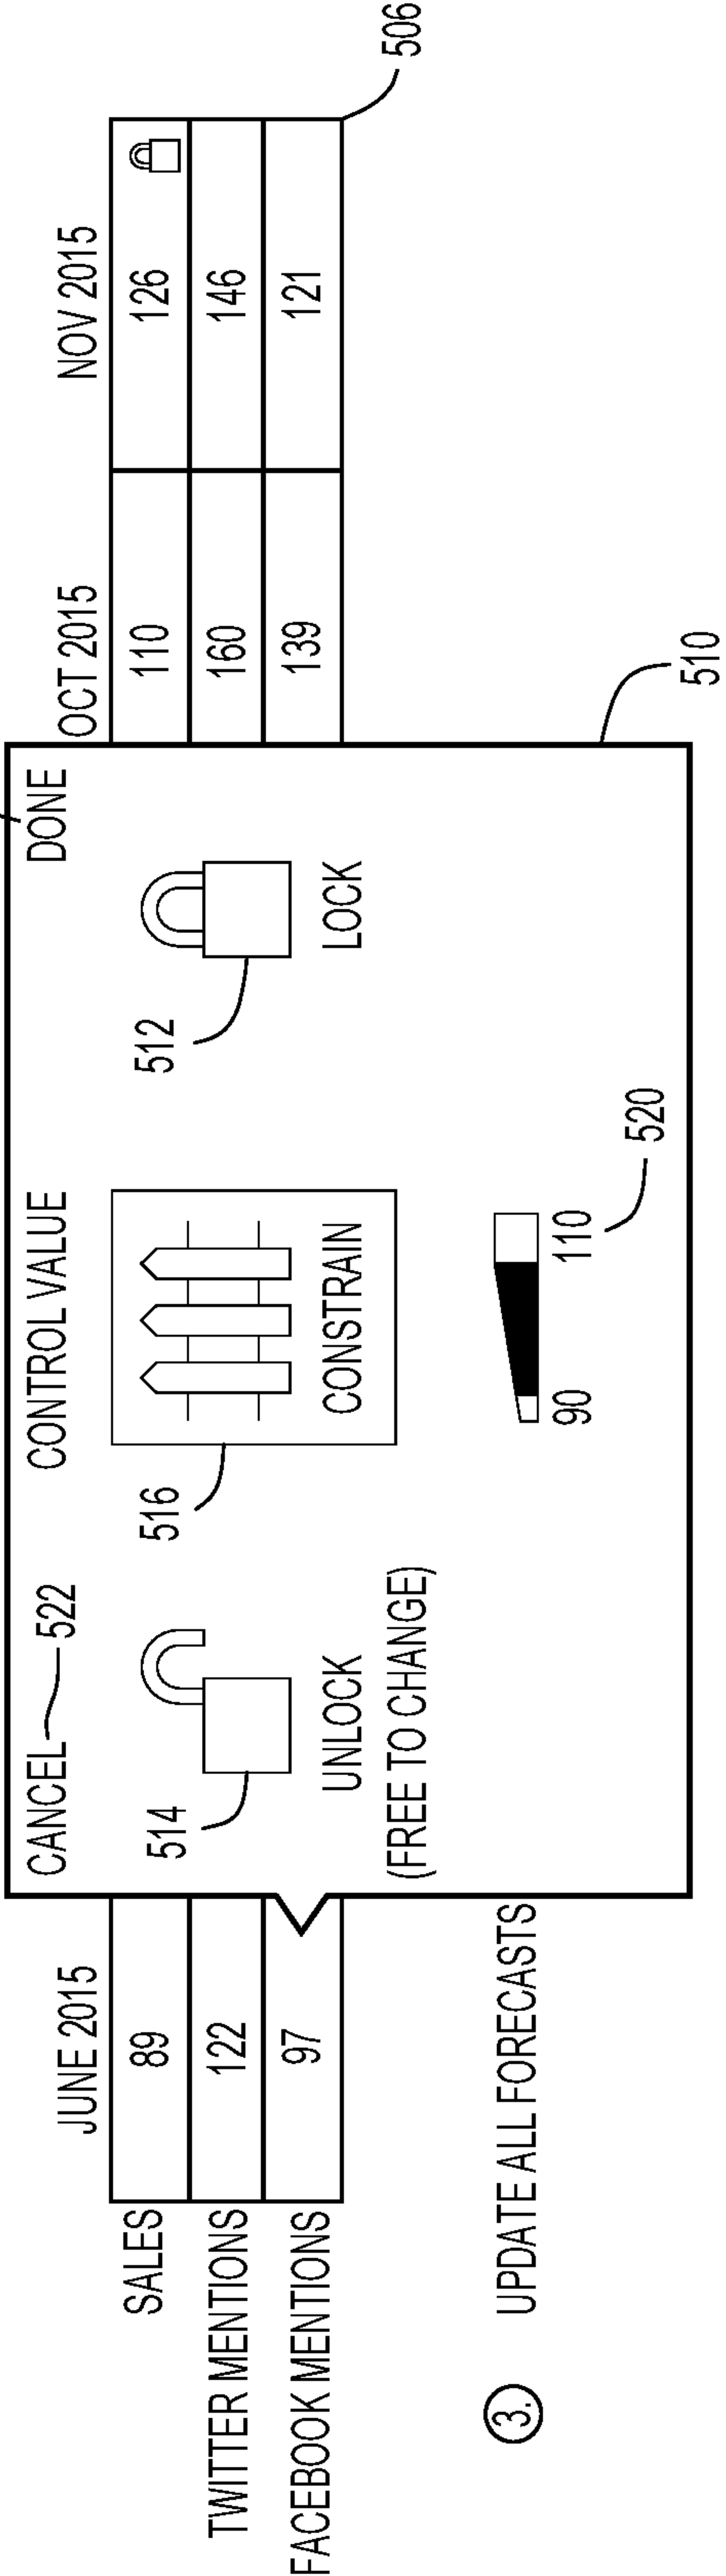 CANCEL 522 CONTROL VALUE DONE
JUNE 2015 OCT 2015 NOV 2015
SALES 89 110 126
TWITTER MENTIONS 122 160 146
FACEBOOK MENTIONS 97 139 121
506
514 516 512
UNLOCK CONSTRAIN LOCK
(FREE TO CHANGE)
3. UPDATE ALL FORECASTS
90 110
520
510